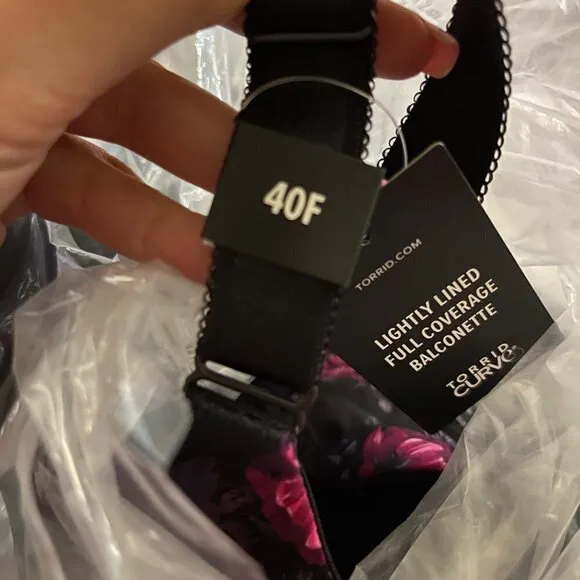 40F
TORRID.COM
LIGHTLY LINED
FULL COVERAGE
BALCONETTE
TORRID
CURVE